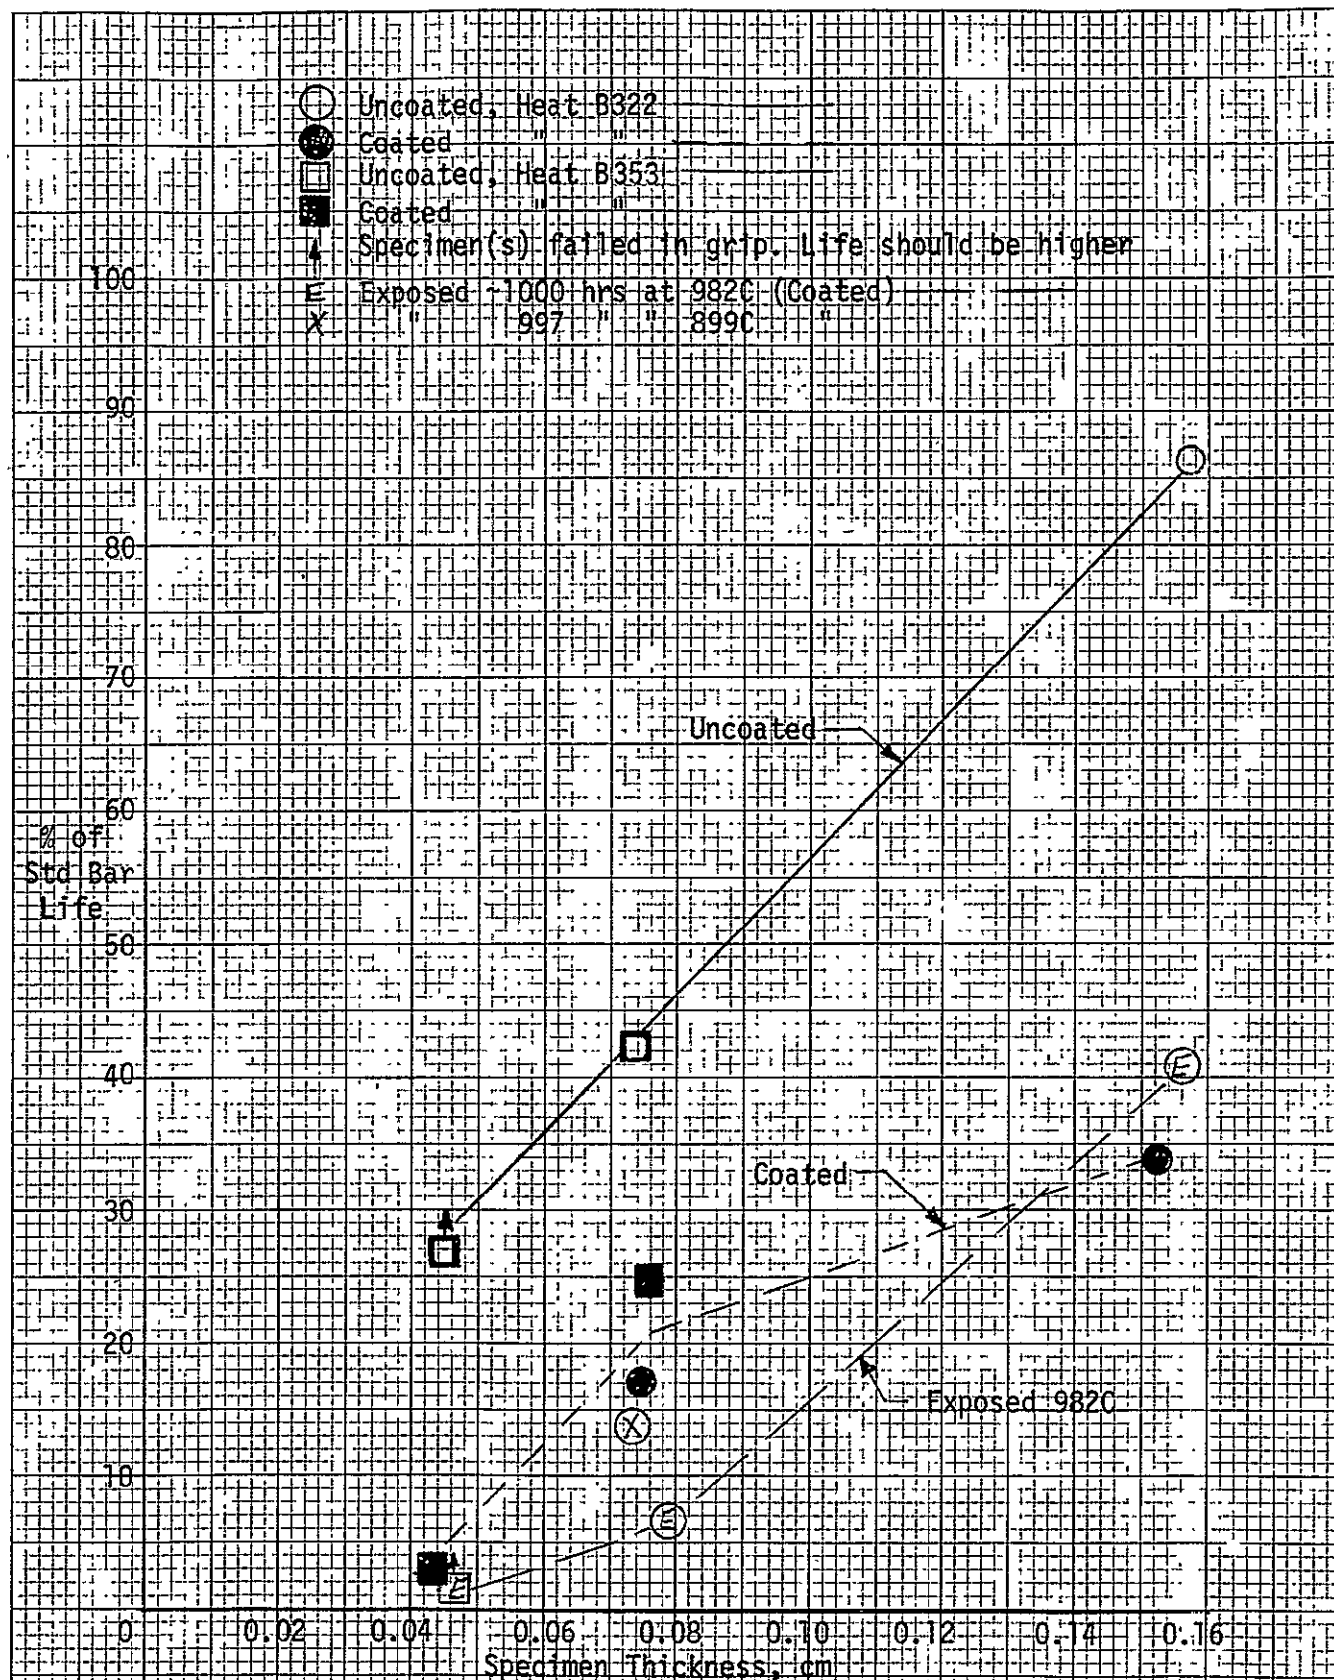 Uncoated, Heat B322
Coated " "
Uncoated, Heat B353
Coated " "
Specimen(s) failed in grip. Life should be higher
100
E Exposed ~1000 hrs at 982C (Coated)
X " 997 " " 899C "
90
80
70
Uncoated
60
% of
Std Bar
Life
50
40
E
Coated
30
20
X
Exposed 982C
10
E
E
0 0.02 0.04 0.06 0.08 0.10 0.12 0.14 0.16
Specimen Thickness, cm